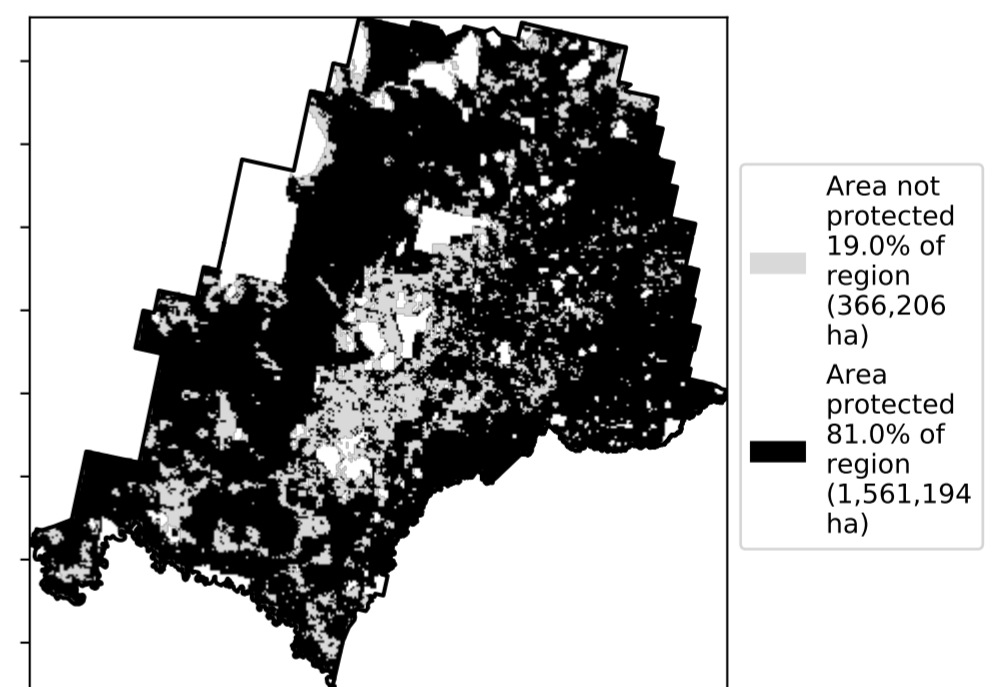 Area not
protected
19.0% of
region
(366,206
ha)
Area
protected
81.0% of
region
(1,561,194
ha)